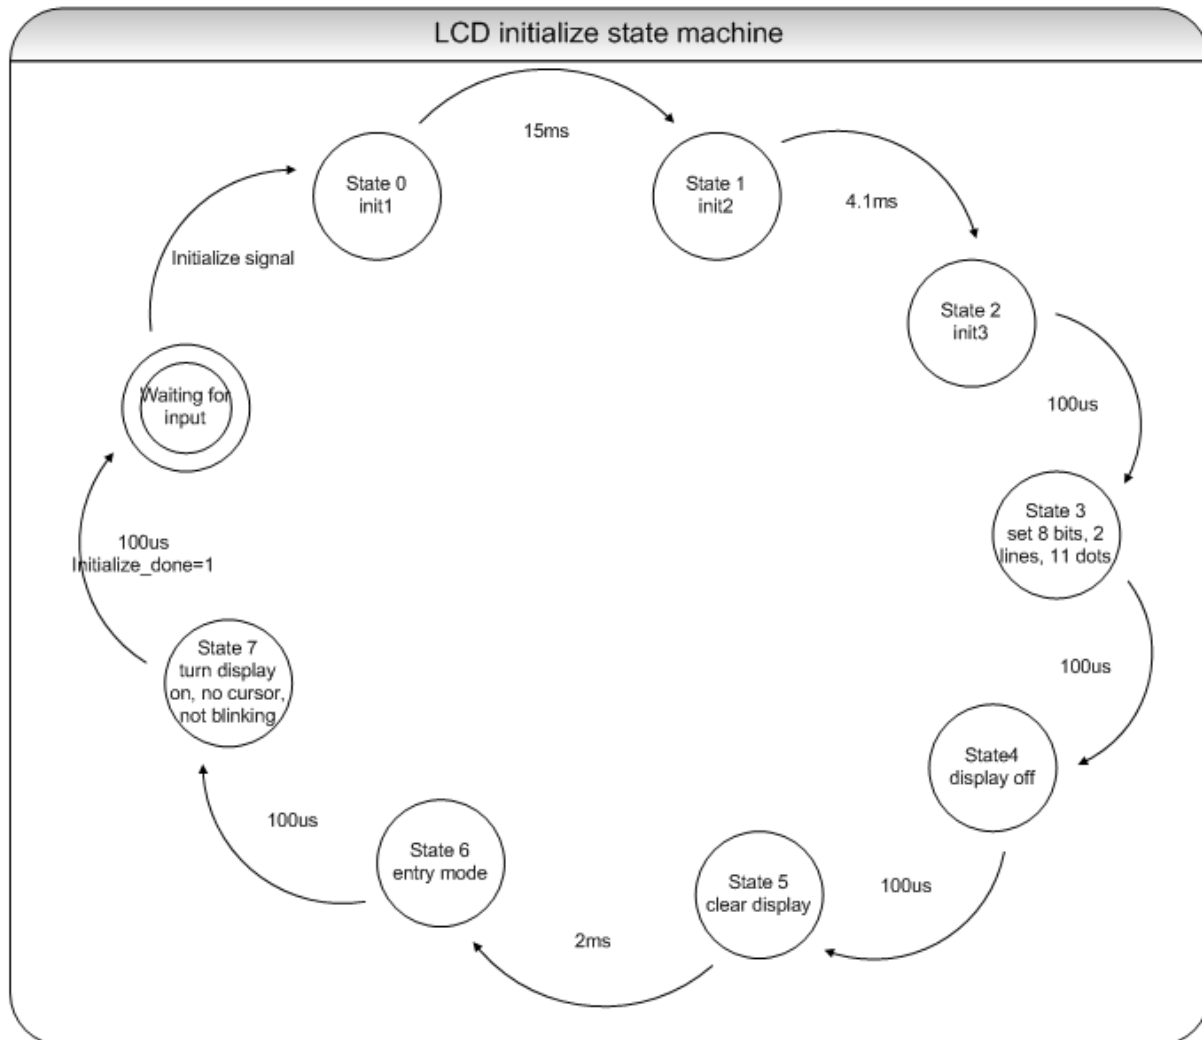 LCD initialize state machine
15ms
State 0
init1
State 1
init2
4.1ms
Initialize signal
State 2
init3
Waiting for
input
100us
State 3
set 8 bits, 2
lines, 11 dots
100us
Initialize_done=1
State 7
turn display
on, no cursor,
not blinking
100us
State4
display off
100us
State 6
entry mode
State 5
clear display
100us
2ms